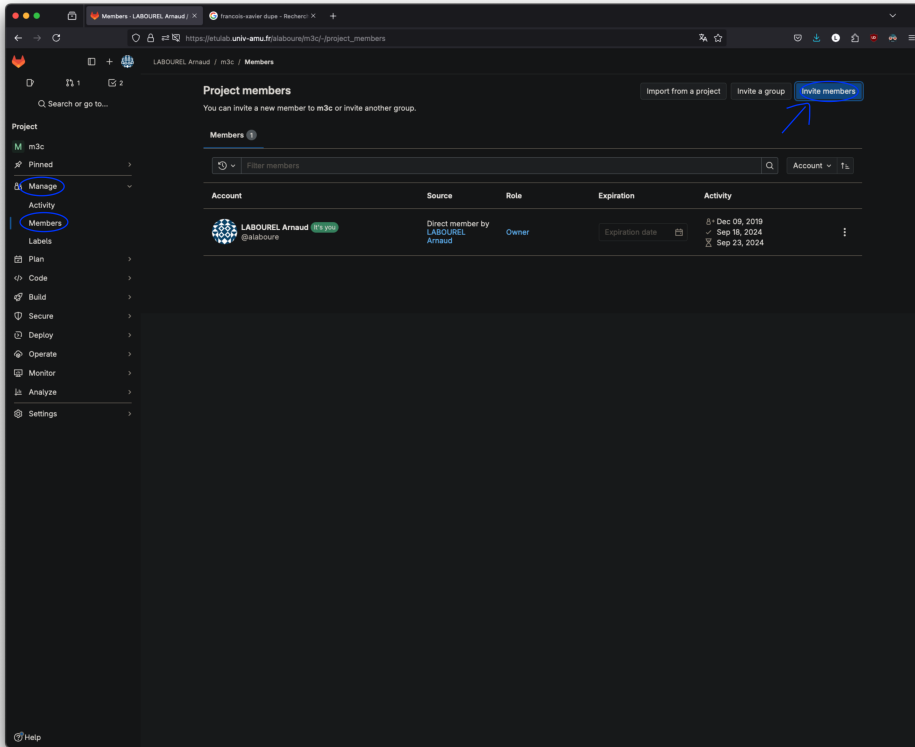 Members · LABOUREL Arnaud /
francois-xavier dupe - Recherc
https://etulab.univ-amu.fr/alaboure/m3c/-/project_members
1
2
LABOUREL Arnaud / m3c / Members
Search or go to...
Project
M m3c
Pinned
Manage
Activity
Members
Labels
Plan
Code
Build
Secure
Deploy
Operate
Monitor
Analyze
Settings
Help
Project members
Import from a project
Invite a group
Invite members
You can invite a new member to m3c or invite another group.
Members 1
Filter members
Account
Account Source Role Expiration Activity
LABOUREL Arnaud It's you
@alaboure
Direct member by
LABOUREL
Arnaud
Owner
Expiration date
Dec 09, 2019
Sep 18, 2024
Sep 23, 2024